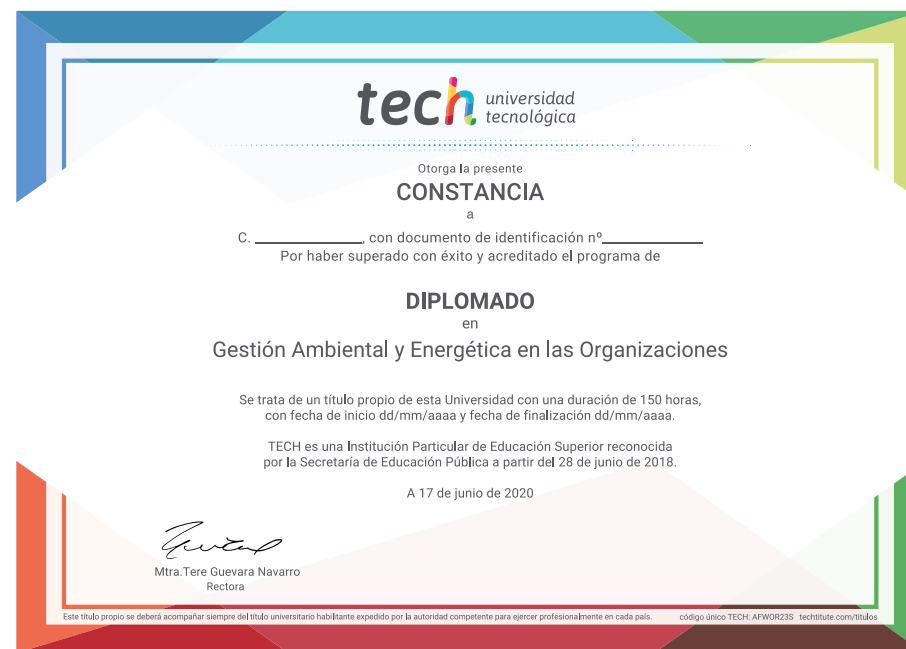 tech universidad
tecnológica
Otorga la presente
CONSTANCIA
a
C. ____________, con documento de identificación nº____________
Por haber superado con éxito y acreditado el programa de
DIPLOMADO
en
Gestión Ambiental y Energética en las Organizaciones
Se trata de un título propio de esta Universidad con una duración de 150 horas,
con fecha de inicio dd/mm/aaaa y fecha de finalización dd/mm/aaaa.
TECH es una Institución Particular de Educación Superior reconocida
por la Secretaría de Educación Pública a partir del 28 de junio de 2018.
A 17 de junio de 2020
Mtra.Tere Guevara Navarro
Rectora
Este título propio se deberá acompañar siempre del título universitario habilitante expedido por la autoridad competente para ejercer profesionalmente en cada país. código único TECH: AFWOR23S techtitute.com/titulos